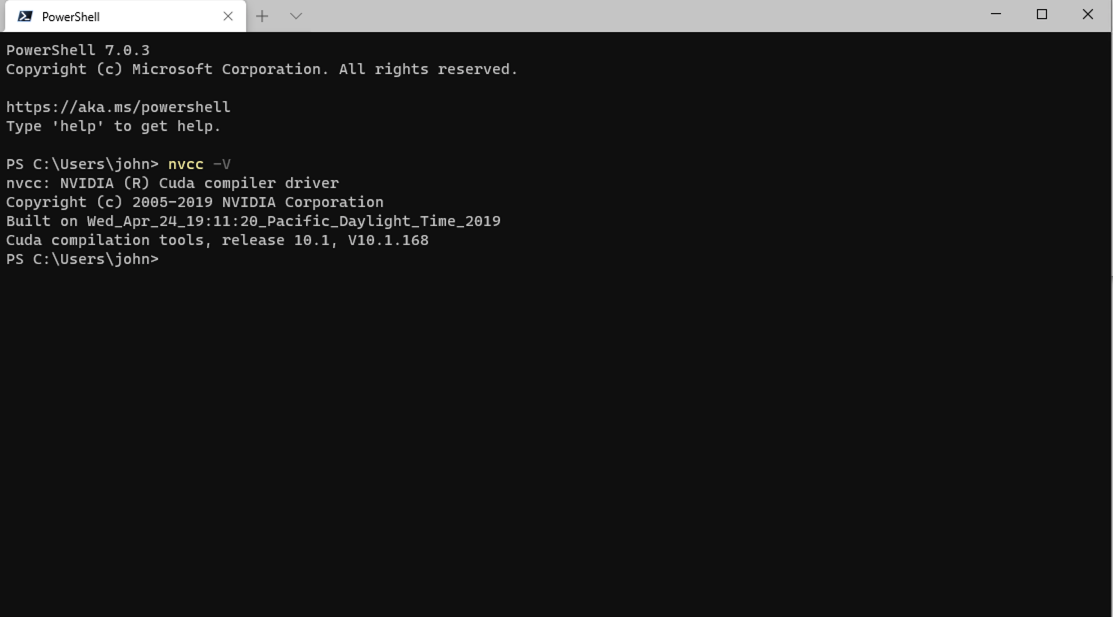 PowerShell
PowerShell 7.0.3
Copyright (c) Microsoft Corporation. All rights reserved.
https://aka.ms/powershell
Type 'help' to get help.
PS C:\Users\john> nvcc -V
nvcc: NVIDIA (R) Cuda compiler driver
Copyright (c) 2005-2019 NVIDIA Corporation
Built on Wed_Apr_24_19:11:20_Pacific_Daylight_Time_2019
Cuda compilation tools, release 10.1, V10.1.168
PS C:\Users\john>